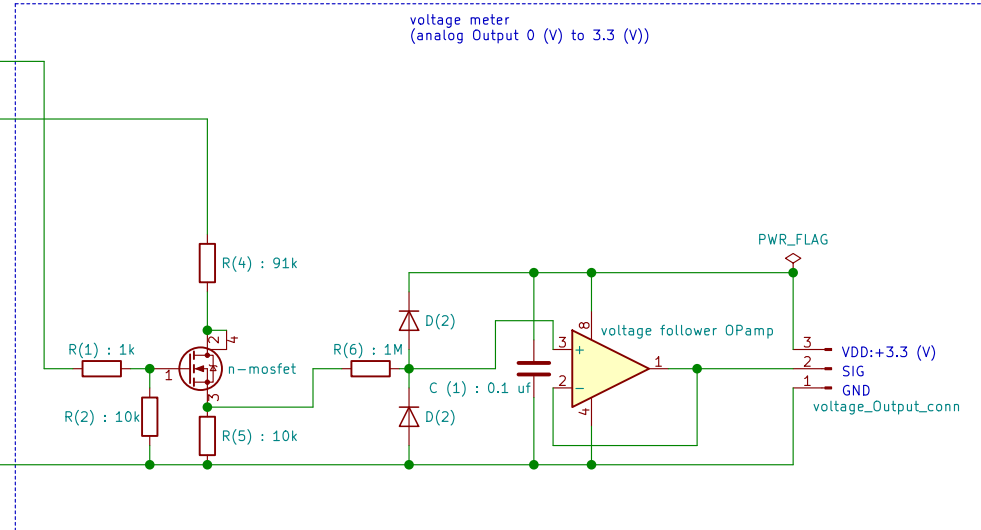 voltage meter
(analog Output 0 (V) to 3.3 (V))
PWR_FLAG
R(4) : 91k
D(2)
8
voltage follower OPamp
2
4
3
+
3
VDD:+3.3 (V)
R(1) : 1k
R(6) : 1M
1
2
SIG
1
n-mosfet
C (1) : 0.1 uf
2
−
1
GND
3
4
voltage_Output_conn
R(2) : 10k
D(2)
R(5) : 10k